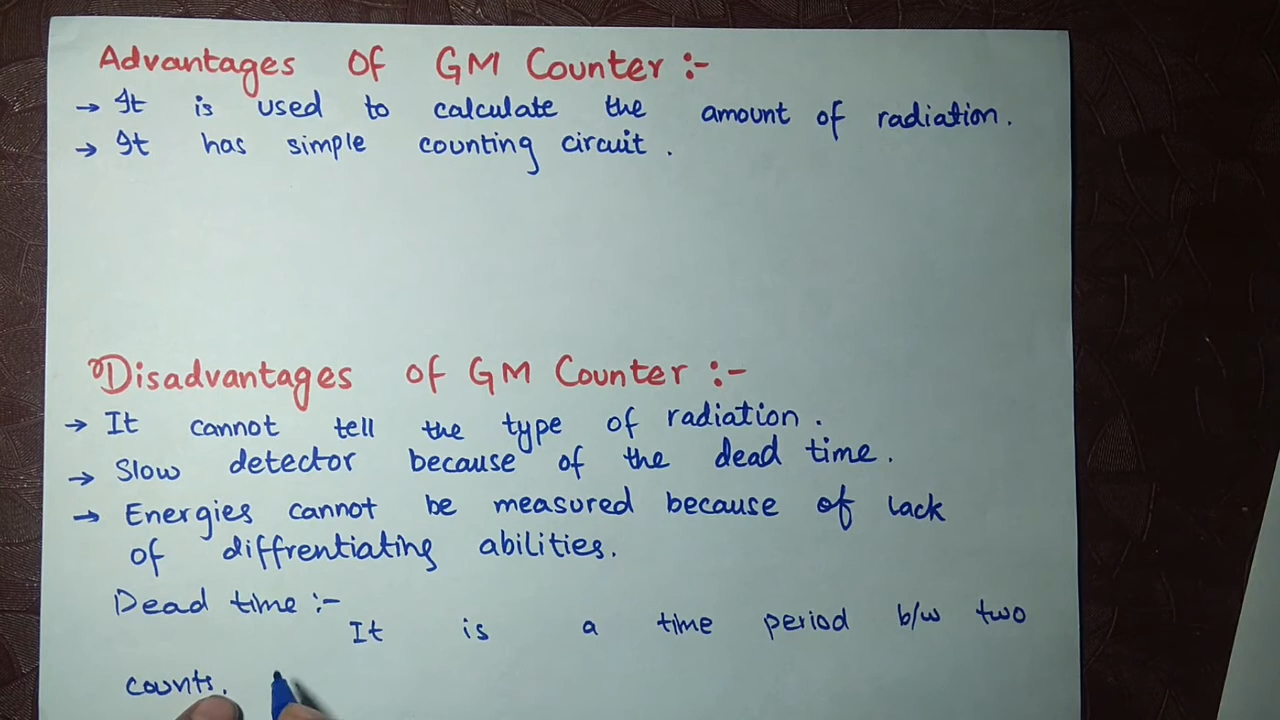 Advantages Of GM Counter :-
→ It is used to calculate the amount of radiation.
→ It has simple counting circuit.
Disadvantages of GM Counter :-
→ It cannot tell the type of radiation.
→ Slow detector because of the dead time.
→ Energies cannot be measured because of lack
of diffrentiating abilities.
Dead time :-
It is a time period b/w two
counts.